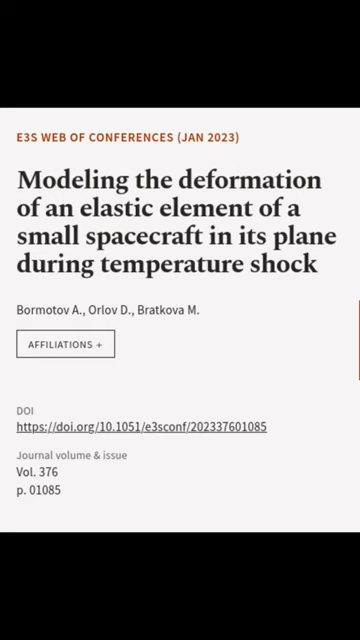 E3S WEB OF CONFERENCES (JAN 2023)
Modeling the deformation
of an elastic element of a
small spacecraft in its plane
during temperature shock
Bormotov A., Orlov D., Bratkova M.
AFFILIATIONS +
DOI
https://doi.org/10.1051/e3sconf/202337601085
Journal volume & issue
Vol. 376
p. 01085